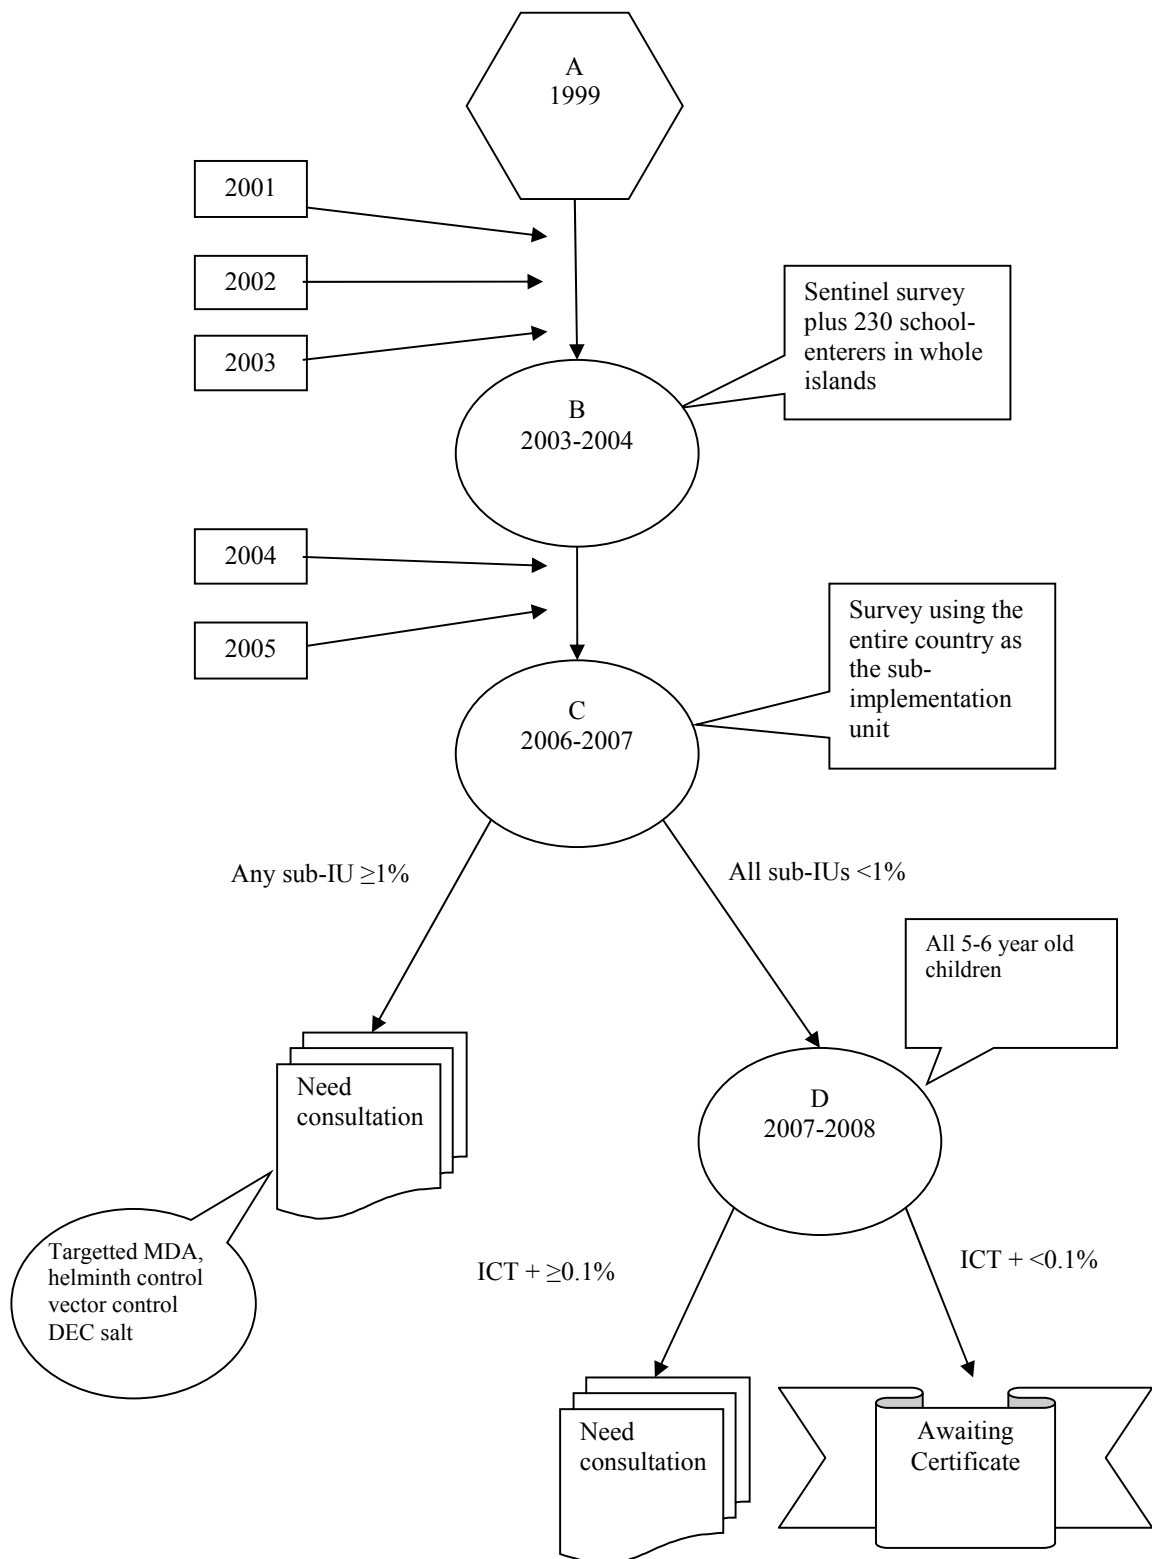 A
1999
2001
2002
2003
Sentinel survey
plus 230 school-
enterers in whole
islands
B
2003-2004
2004
2005
Survey using the
entire country as
the sub-
implementation
unit
C
2006-2007
Any sub-IU ≥1%
All sub-IUs <1%
All 5-6 year old
children
Need
consultation
D
2007-2008
Targetted MDA,
helminth control
vector control
DEC salt
ICT + ≥0.1%
ICT + <0.1%
Need
consultation
Awaiting
Certificate